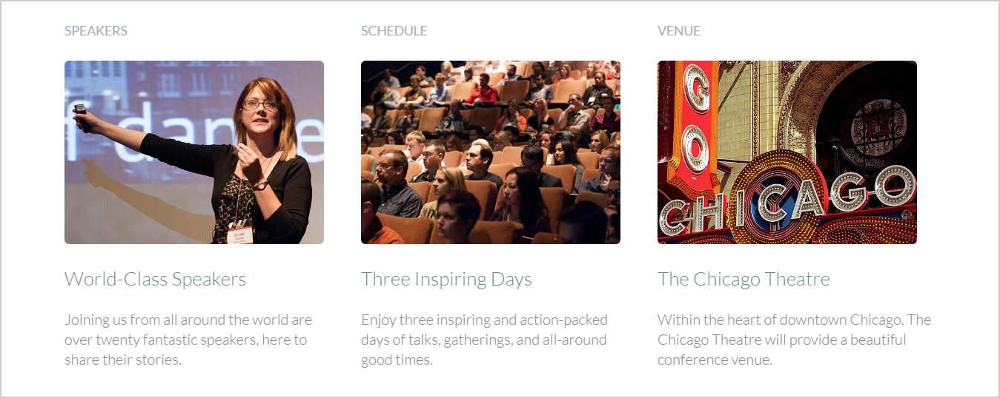 SPEAKERS
f dance
Carolyn
World-Class Speakers
Joining us from all around the world are
over twenty fantastic speakers, here to
share their stories.
SCHEDULE
Three Inspiring Days
Enjoy three inspiring and action-packed
days of talks, gatherings, and all-around
good times.
VENUE
GO
CHICAGO
The Chicago Theatre
Within the heart of downtown Chicago, The
Chicago Theatre will provide a beautiful
conference venue.